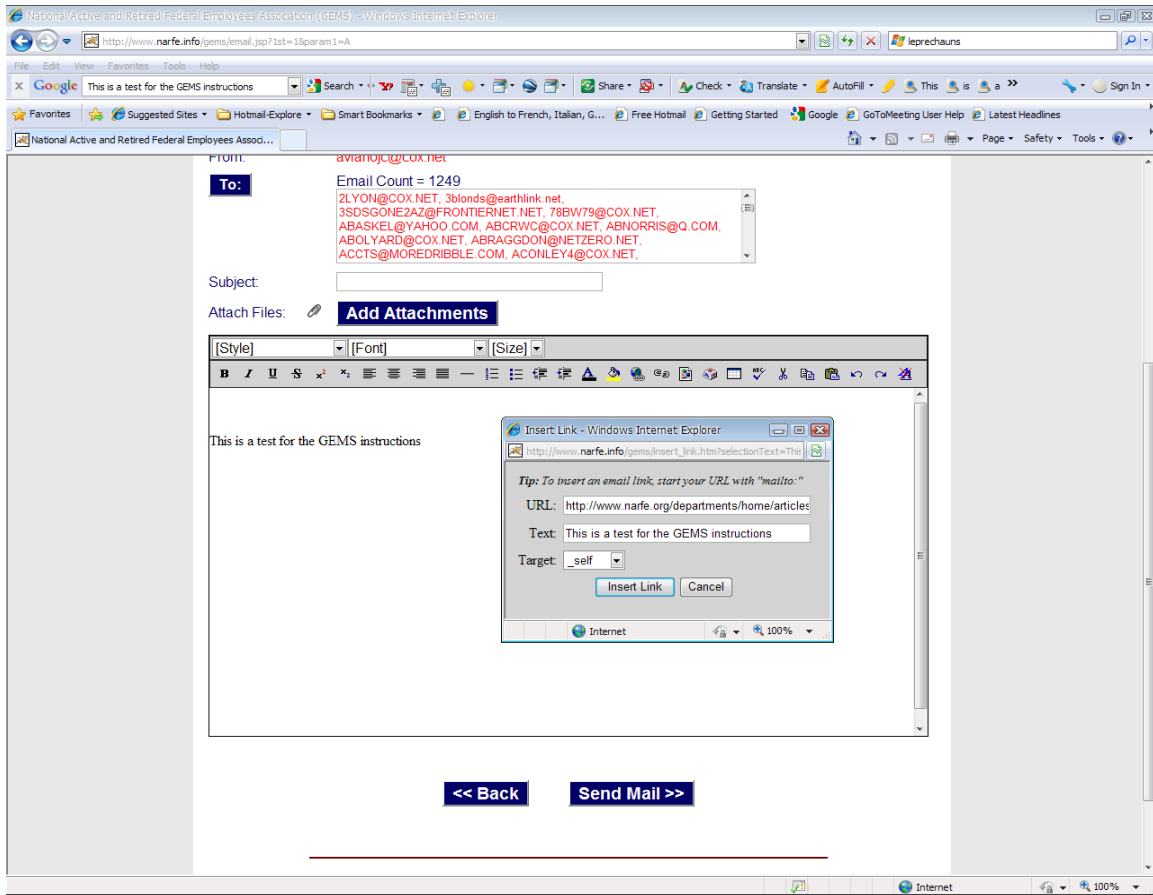 National Active and Retired Federal Employees Assocation (GEMS) - Windows Internet Explorer
http://www.narfe.info/gems/email.jsp?1st=1&param1=A
leprechauns
File Edit View Favorites Tools Help
x Google This is a test for the GEMS instructions Search Share Check Translate AutoFill This is a >> Sign In
Favorites Suggested Sites Hotmail-Explore Smart Bookmarks English to French, Italian, G... Free Hotmail Getting Started Google GoToMeeting User Help Latest Headlines
National Active and Retired Federal Employees Associ... Page Safety Tools
From: avianojc@cox.net
To: Email Count = 1249
2LYON@COX.NET, 3blonds@earthlink.net,
3SDSGONE2AZ@FRONTIERNET.NET, 78BW79@COX.NET,
ABASKEL@YAHOO.COM, ABCRWC@COX.NET, ABNORRIS@Q.COM,
ABOLYARD@COX.NET, ABRAGGDON@NETZERO.NET,
ACCTS@MOREDRIBBLE.COM, ACONLEY4@COX.NET,
Subject:
Attach Files: Add Attachments
[Style] [Font] [Size]
B I U S x² x₂
This is a test for the GEMS instructions
Insert Link - Windows Internet Explorer
http://www.narfe.info/gems/insert_link.htm?selectionText=This
Tip: To insert an email link, start your URL with "mailto:"
URL: http://www.narfe.org/departments/home/articles
Text: This is a test for the GEMS instructions
Target: _self
Insert Link Cancel
Internet 100%
<< Back Send Mail >>
Internet 100%